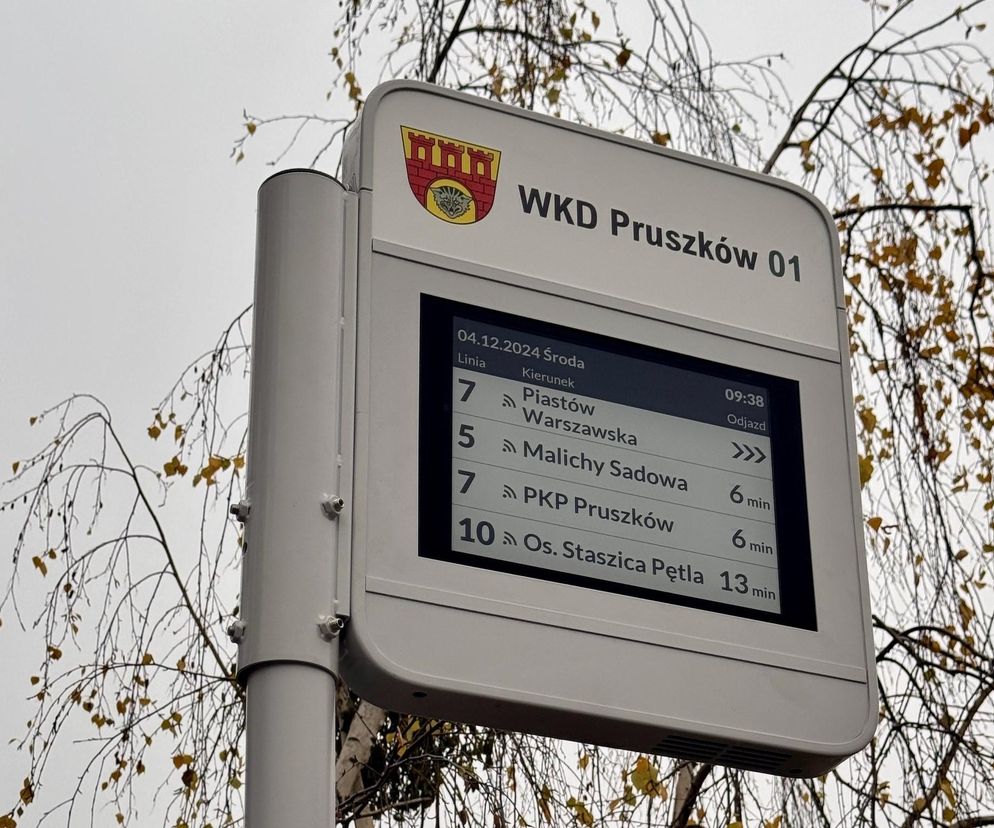 WKD Pruszków 01
04.12.2024 Środa 09:38
Linia Kierunek Odjazd
7 Piastów
Warszawska >>>
5 Malichy Sadowa 6 min
7 PKP Pruszków 6 min
10 Os. Staszica Pętla 13 min